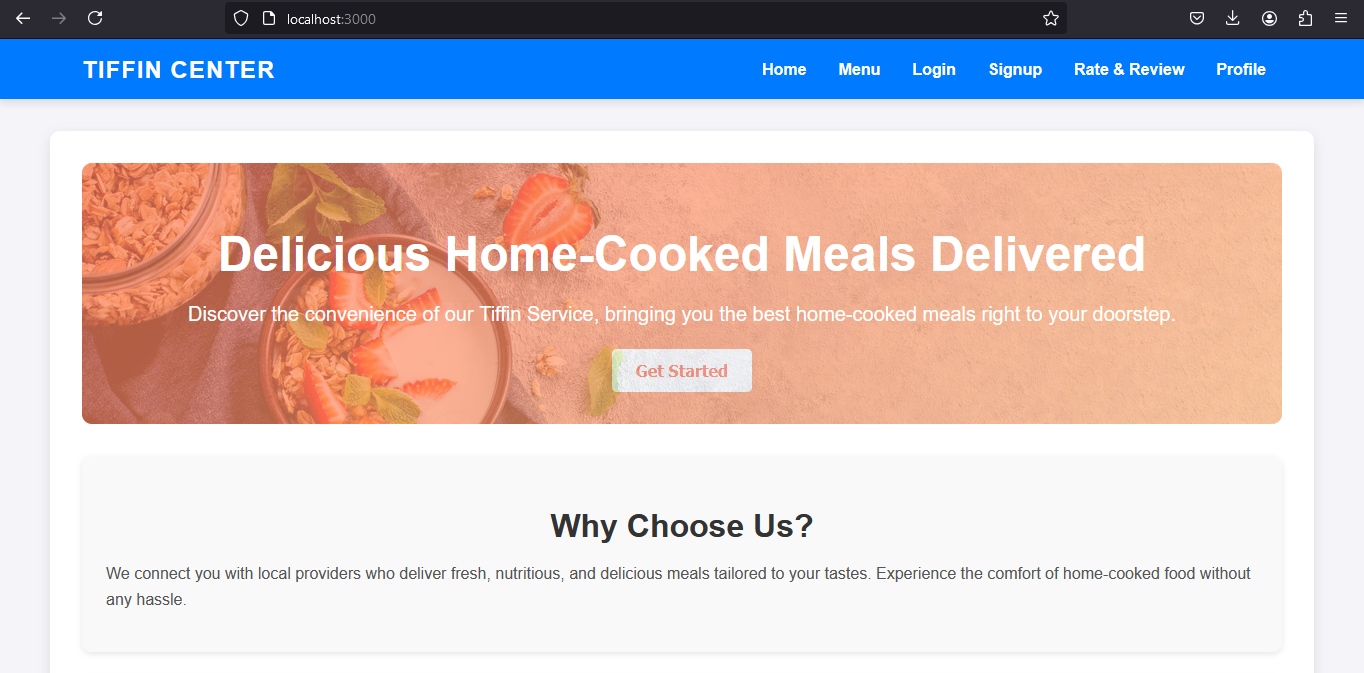 localhost:3000
TIFFIN CENTER
Home Menu Login Signup Rate & Review Profile
Delicious Home-Cooked Meals Delivered
Discover the convenience of our Tiffin Service, bringing you the best home-cooked meals right to your doorstep.
Get Started
Why Choose Us?
We connect you with local providers who deliver fresh, nutritious, and delicious meals tailored to your tastes. Experience the comfort of home-cooked food without
any hassle.